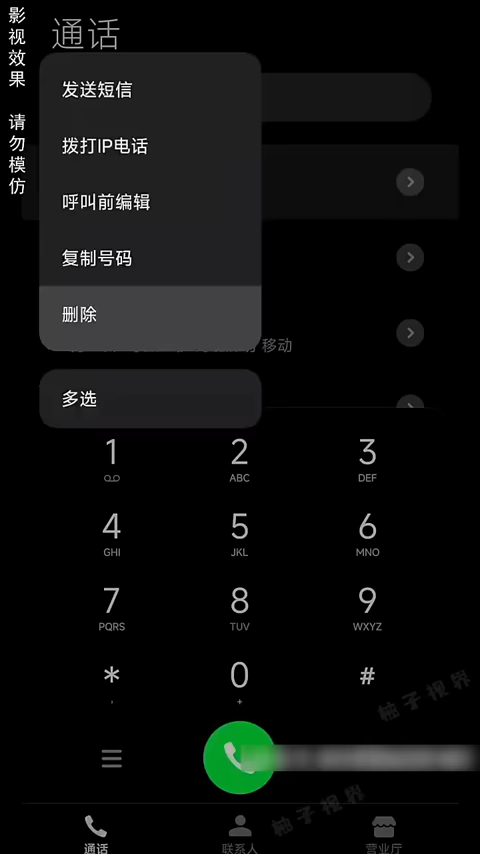 影视效果 请勿模仿
通话
发送短信
拨打IP电话
呼叫前编辑
复制号码
删除
移动
多选
1 2 3
ABC DEF
4 5 6
GHI JKL MNO
7 8 9
PQRS TUV WXYZ
* 0 #
, +
柚子视界
柚子视界
通话 联系人 营业厅